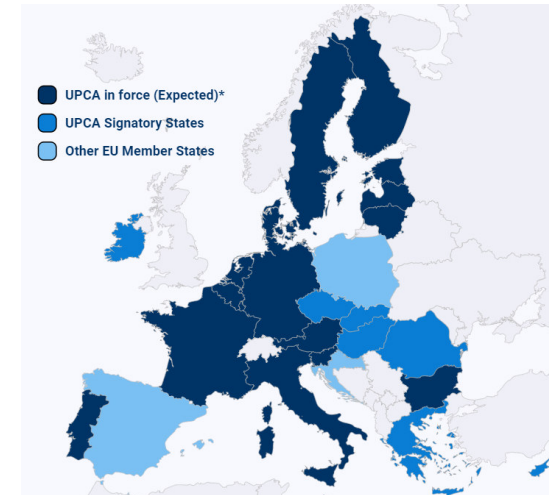 UPCA in force (Expected)*
UPCA Signatory States
Other EU Member States